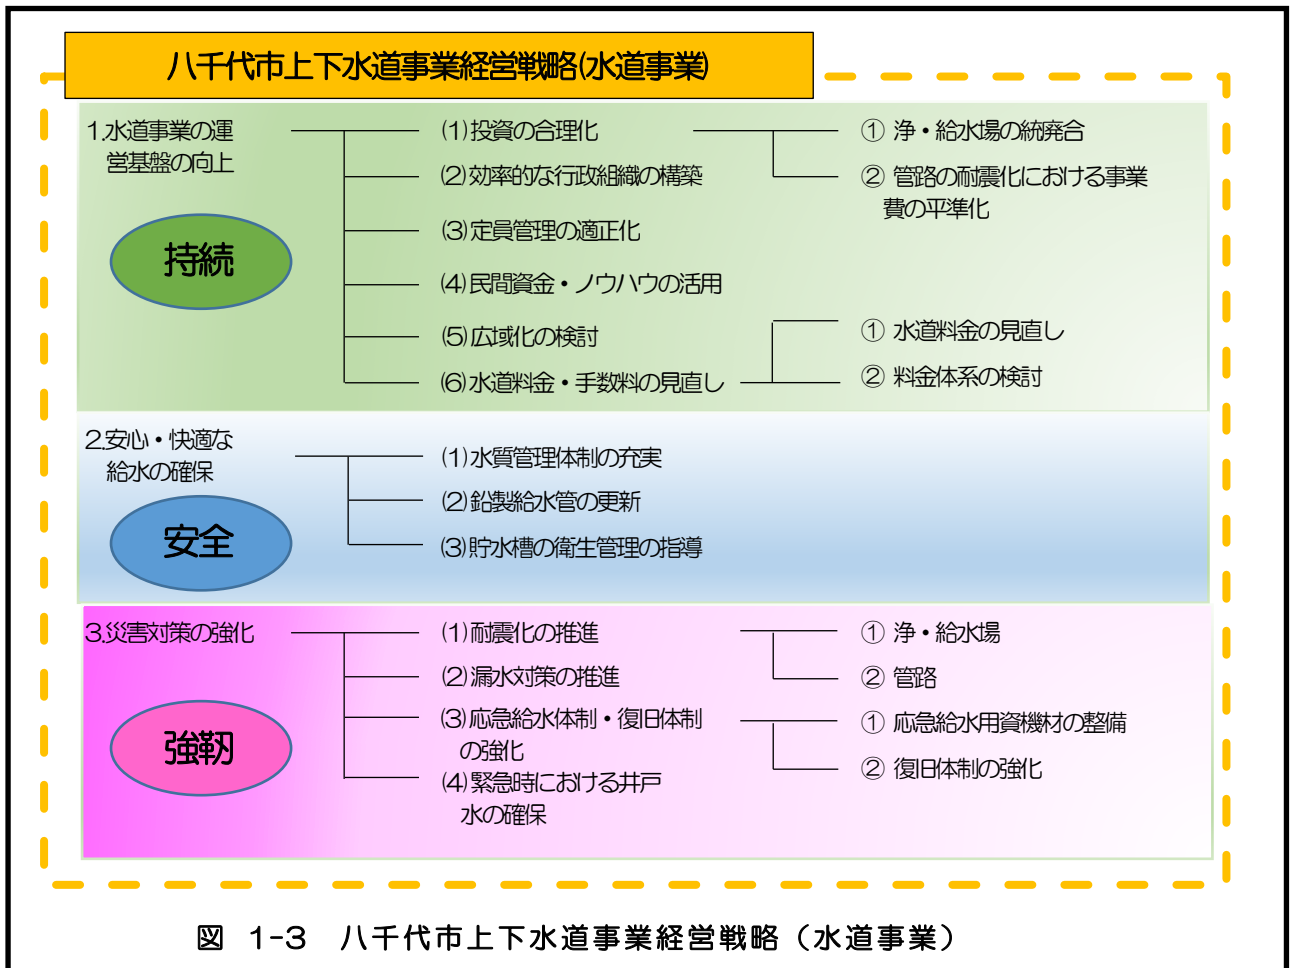 八千代市上下水道事業経営戦略(水道事業)
1.水道事業の運
営基盤の向上
持続
(1)投資の合理化
① 浄・給水場の統廃合
② 管路の耐震化における事業
費の平準化
(2)効率的な行政組織の構築
(3)定員管理の適正化
(4)民間資金・ノウハウの活用
(5)広域化の検討
(6)水道料金・手数料の見直し
① 水道料金の見直し
② 料金体系の検討
2.安心・快適な
給水の確保
安全
(1)水質管理体制の充実
(2)鉛製給水管の更新
(3)貯水槽の衛生管理の指導
3.災害対策の強化
強靭
(1)耐震化の推進
① 浄・給水場
② 管路
(2)漏水対策の推進
(3)応急給水体制・復旧体制
の強化
① 応急給水用資機材の整備
② 復旧体制の強化
(4)緊急時における井戸
水の確保
図 1-3 八千代市上下水道事業経営戦略（水道事業）